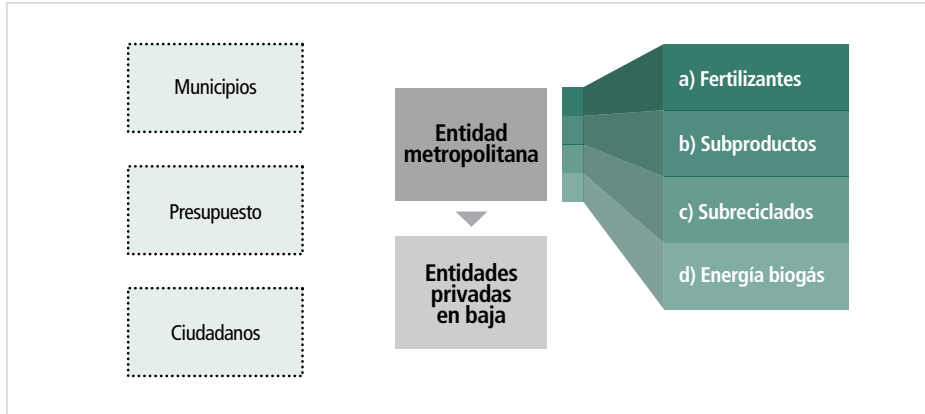 Municipios
Presupuesto
Ciudadanos
Entidad
metropolitana
Entidades
privadas
en baja
a) Fertilizantes
b) Subproductos
c) Subreciclados
d) Energía biogás